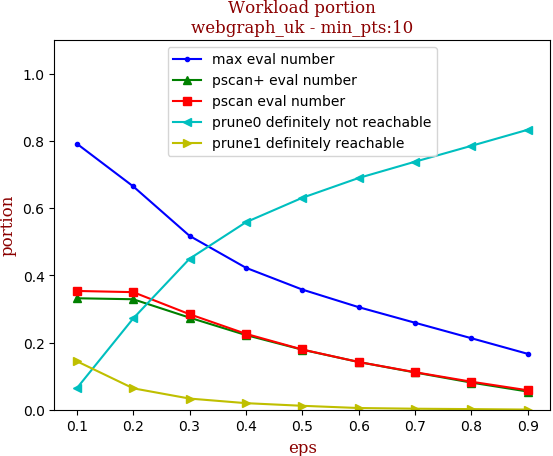 Workload portion
webgraph_uk - min_pts:10
max eval number
pscan+ eval number
pscan eval number
prune0 definitely not reachable
prune1 definitely reachable
portion
1.0
0.8
0.6
0.4
0.2
0.0
0.1 0.2 0.3 0.4 0.5 0.6 0.7 0.8 0.9
eps